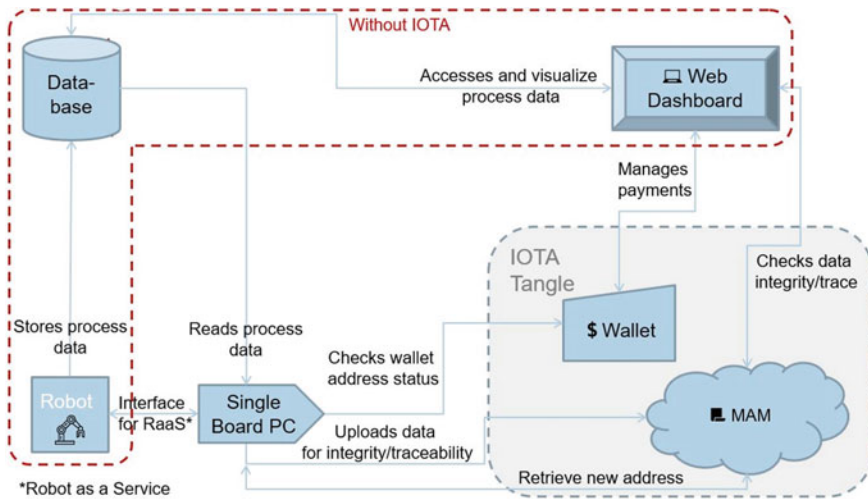 Without IOTA
Data-
base
Accesses and visualize
process data
Web
Dashboard
Manages
payments
IOTA
Tangle
Checks data
integrity/trace
$ Wallet
Stores process
data
Reads process
data
Checks wallet
address status
Robot
Interface
for RaaS*
Single
Board PC
MAM
Uploads data
for integrity/traceability
Retrieve new address
*Robot as a Service